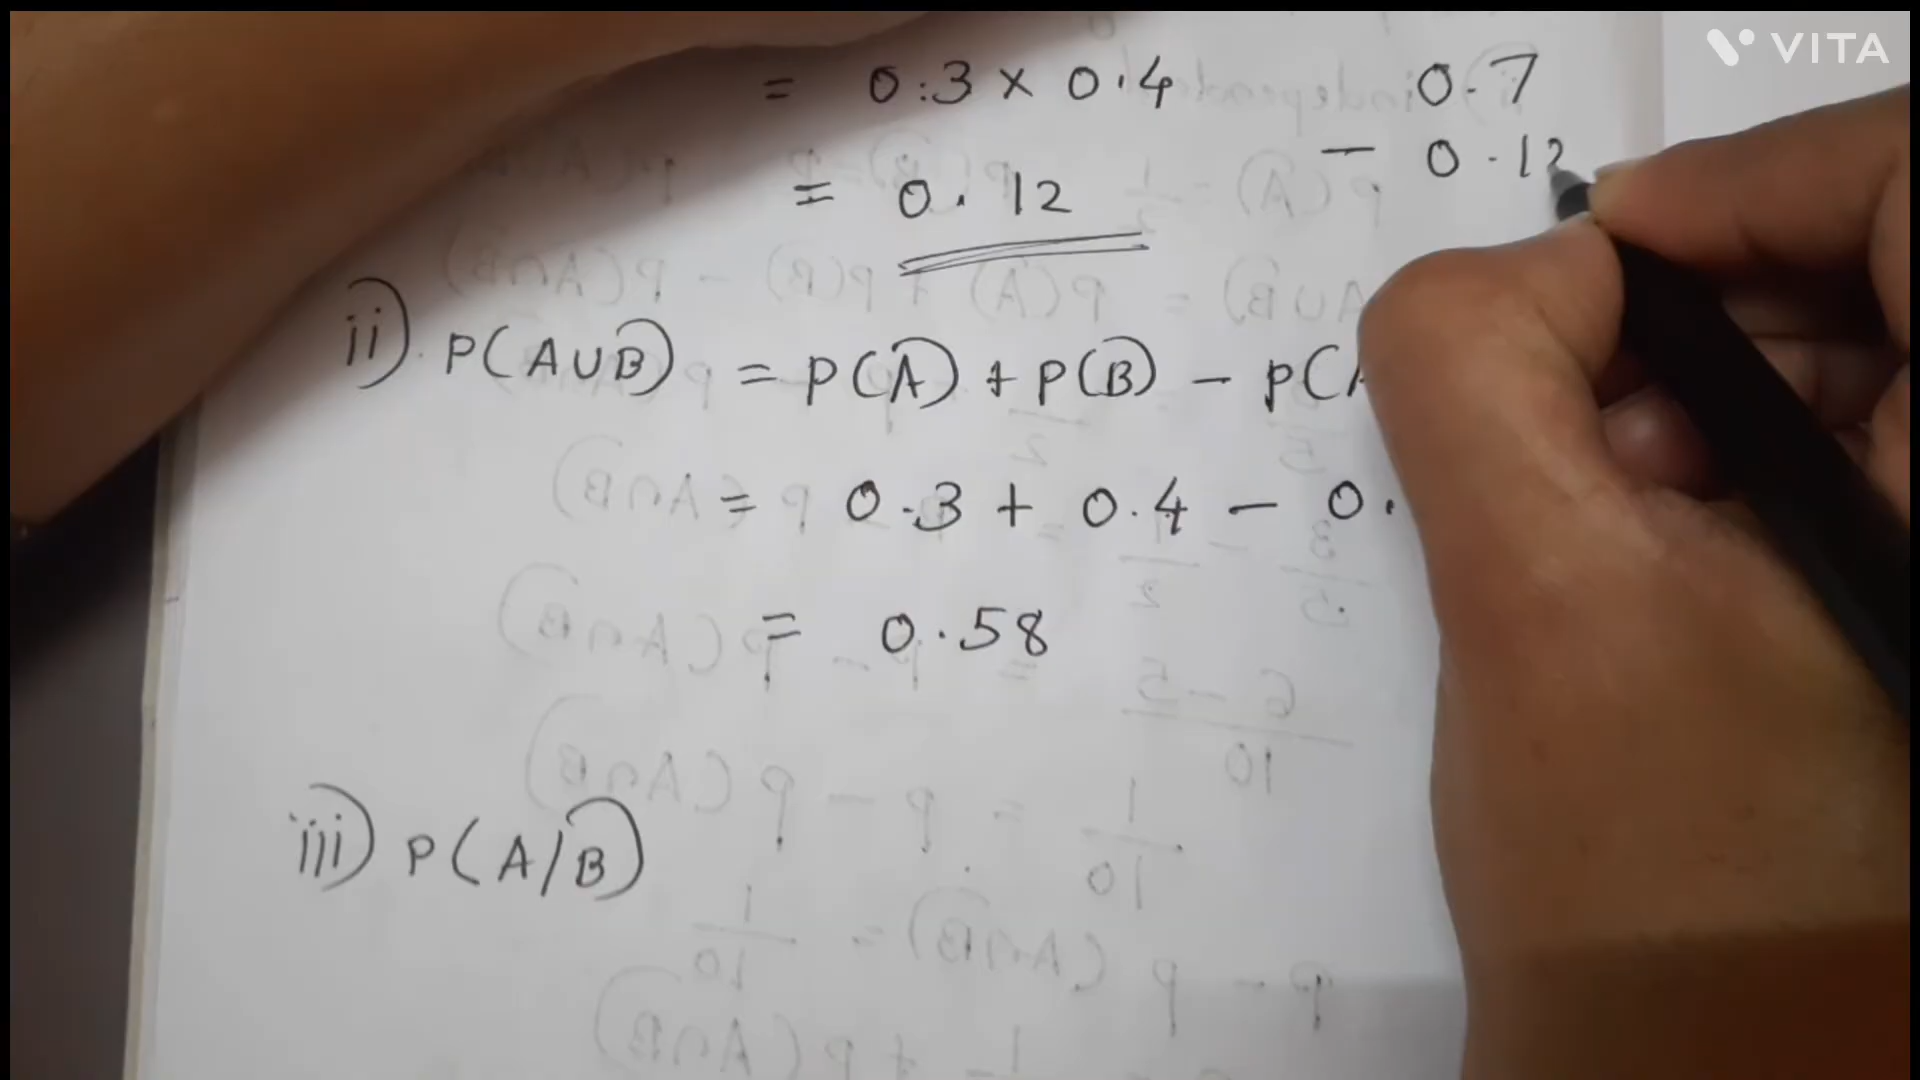 VITA
= 0.3 × 0.4
0.7
- 0.12
= 0.12
ii) P(A∪B) = P(A) + P(B) - P(A
= 0.3 + 0.4 - 0.
= 0.58
iii) P(A/B)